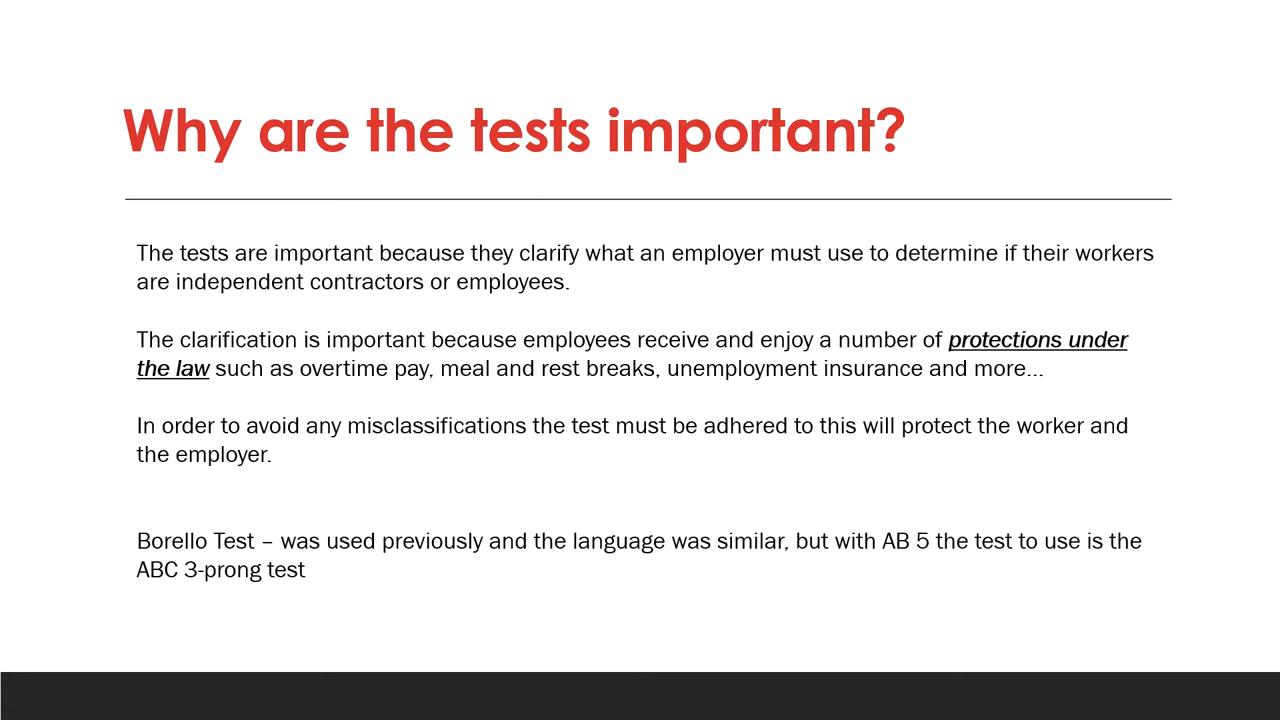 Why are the tests important?
The tests are important because they clarify what an employer must use to determine if their workers
are independent contractors or employees.
The clarification is important because employees receive and enjoy a number of protections under
the law such as overtime pay, meal and rest breaks, unemployment insurance and more...
In order to avoid any misclassifications the test must be adhered to this will protect the worker and
the employer.
Borello Test – was used previously and the language was similar, but with AB 5 the test to use is the
ABC 3-prong test